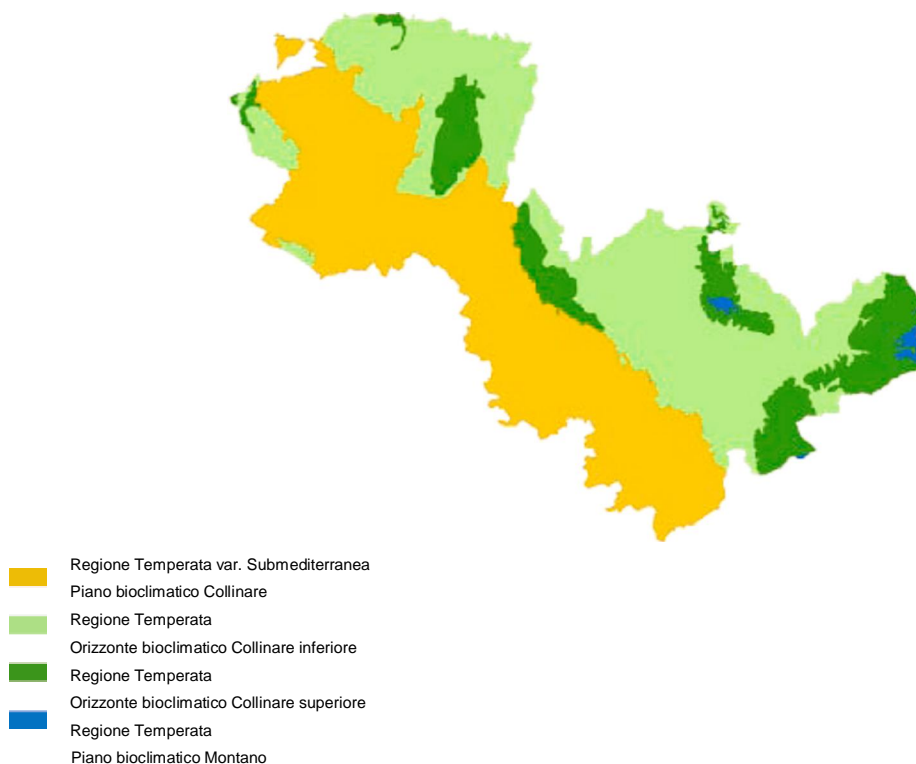 Regione Temperata var. Submediterranea
Piano bioclimatico Collinare
Regione Temperata
Orizzonte bioclimatico Collinare inferiore
Regione Temperata
Orizzonte bioclimatico Collinare superiore
Regione Temperata
Piano bioclimatico Montano